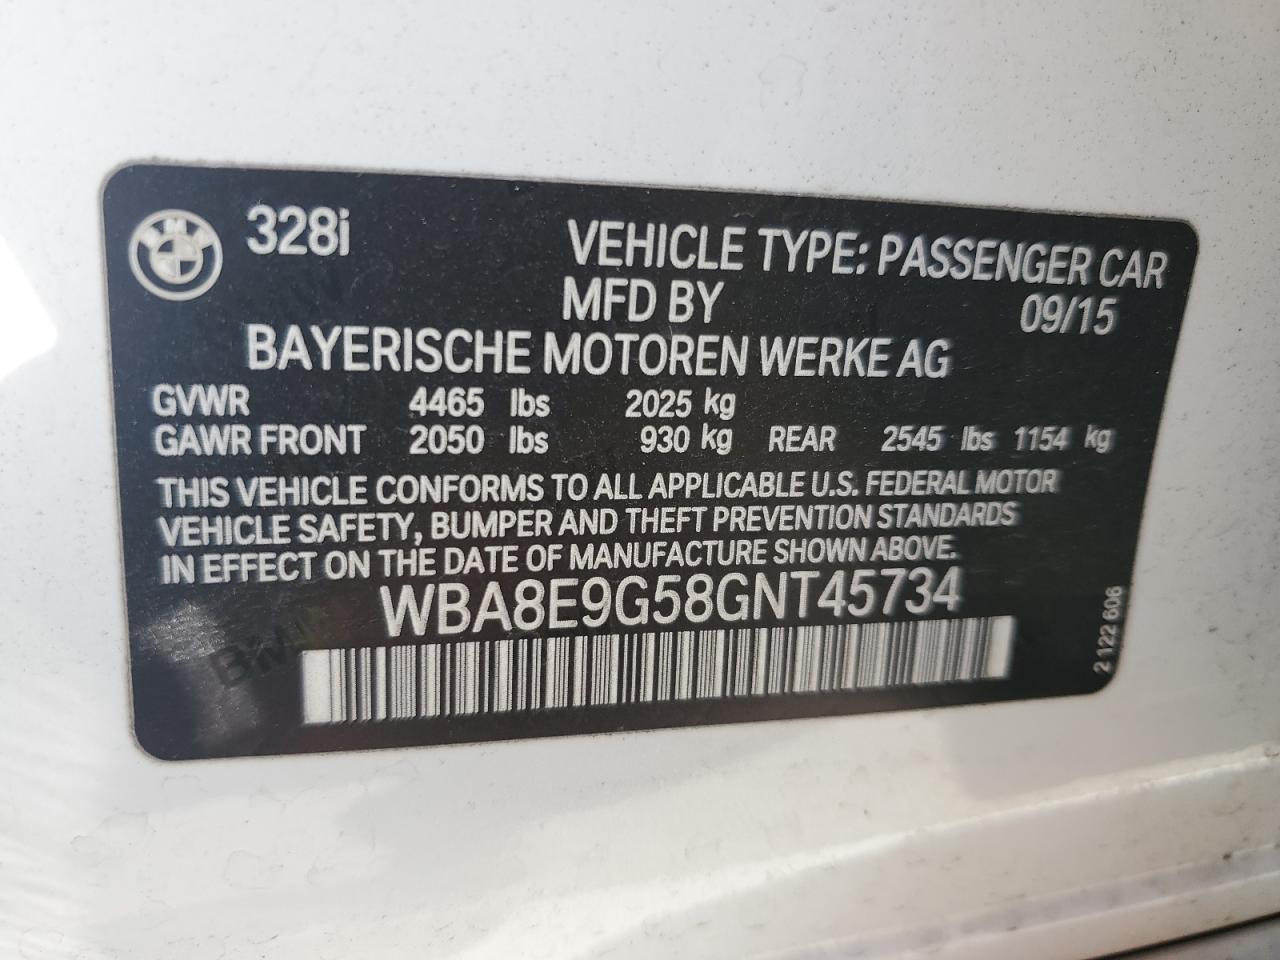 BMW
328i
VEHICLE TYPE: PASSENGER CAR
MFD BY 09/15
BAYERISCHE MOTOREN WERKE AG
GVWR 4465 lbs 2025 kg
GAWR FRONT 2050 lbs 930 kg REAR 2545 lbs 1154 kg
THIS VEHICLE CONFORMS TO ALL APPLICABLE U.S. FEDERAL MOTOR
VEHICLE SAFETY, BUMPER AND THEFT PREVENTION STANDARDS
IN EFFECT ON THE DATE OF MANUFACTURE SHOWN ABOVE.
WBA8E9G58GNT45734
2 122 606
BMW